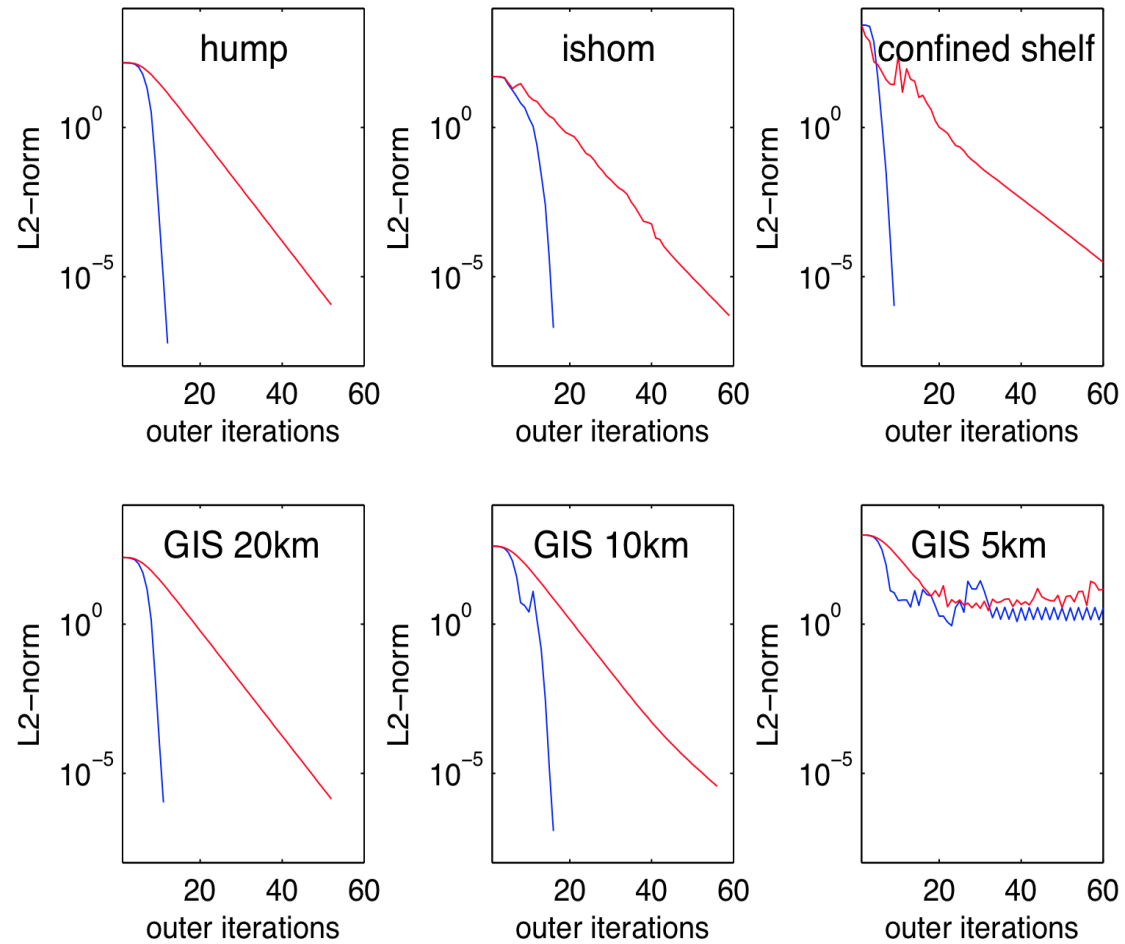 hump
L2−norm
10^0
10^−5
20 40 60
outer iterations
ishom
L2−norm
10^0
10^−5
20 40 60
outer iterations
confined shelf
L2−norm
10^0
10^−5
20 40 60
outer iterations
GIS 20km
L2−norm
10^0
10^−5
20 40 60
outer iterations
GIS 10km
L2−norm
10^0
10^−5
20 40 60
outer iterations
GIS 5km
L2−norm
10^0
10^−5
20 40 60
outer iterations